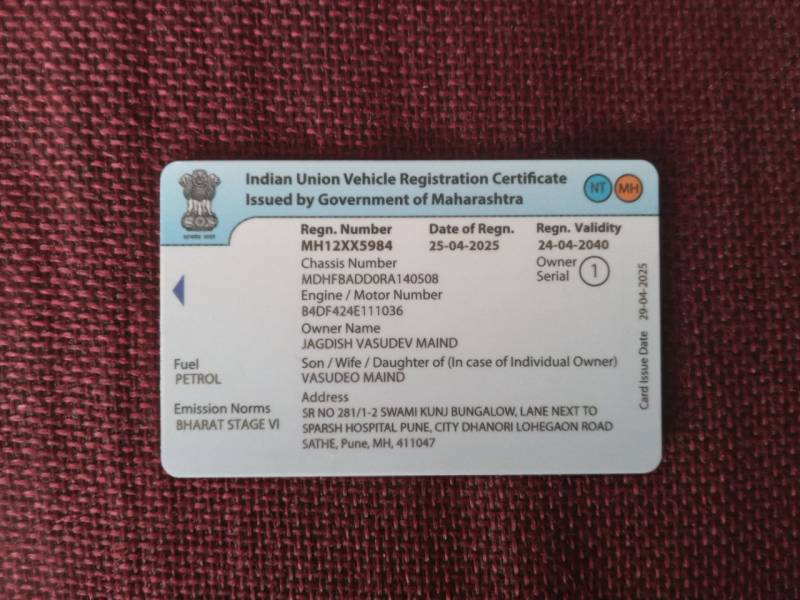 Indian Union Vehicle Registration Certificate
Issued by Government of Maharashtra
NT MH
Regn. Number Date of Regn. Regn. Validity
MH12XX5984 25-04-2025 24-04-2040
Chassis Number
MDHFBADD0RA140508
Owner
Serial 1
Engine / Motor Number
B4DF424E111036
Owner Name
JAGDISH VASUDEV MAIND
Fuel
PETROL
Son / Wife / Daughter of (In case of Individual Owner)
VASUDEO MAIND
Emission Norms
BHARAT STAGE VI
Address
SR NO 281/1-2 SWAMI KUNJ BUNGALOW, LANE NEXT TO
SPARSH HOSPITAL PUNE, CITY DHANORI LOHEGAON ROAD
SATHE, Pune, MH, 411047
Card Issue Date 29-04-2025